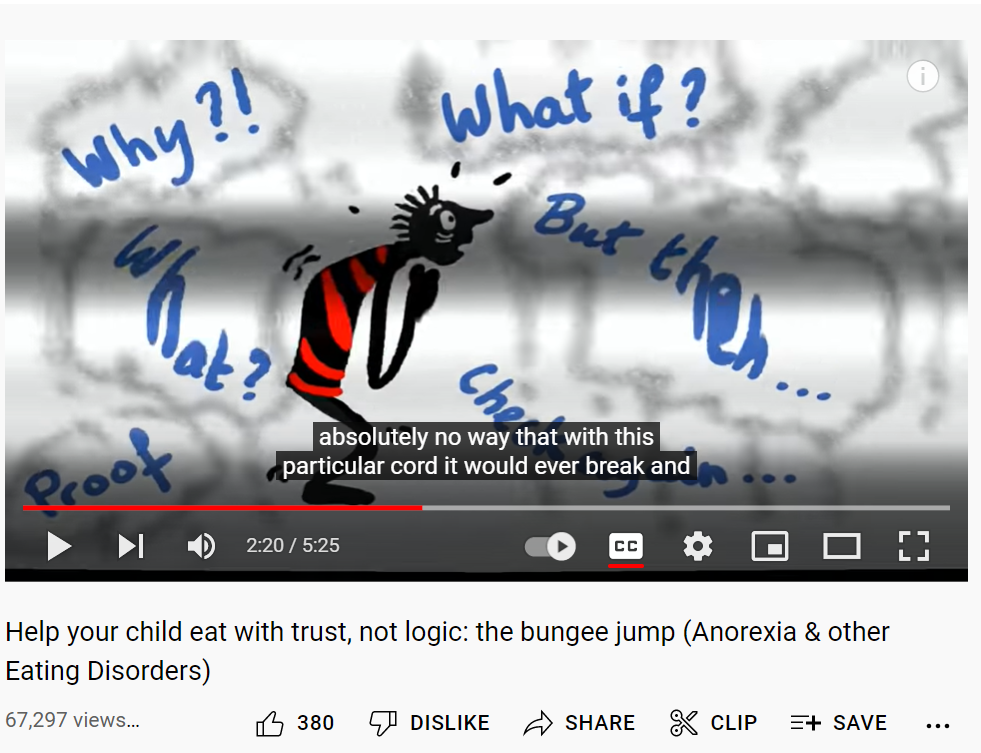 Why?!
What if?
What?
But then...
Check again...
Proof
absolutely no way that with this
particular cord it would ever break and
2:20 / 5:25
CC
Help your child eat with trust, not logic: the bungee jump (Anorexia & other
Eating Disorders)
67,297 views...
380
DISLIKE
SHARE
CLIP
SAVE